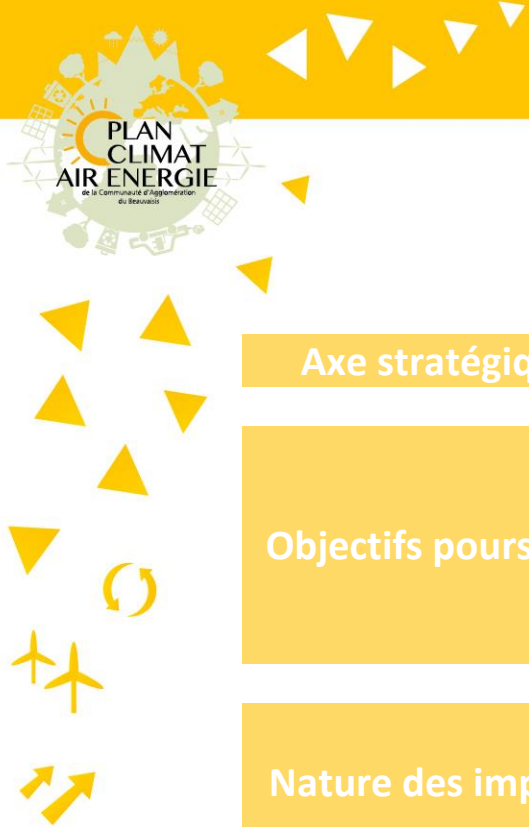 PLAN
CLIMAT
AIR ENERGIE
de la Communauté d'Agglomération
du Beauvaisis
Axe stratégiq
Objectifs pours
Nature des imp